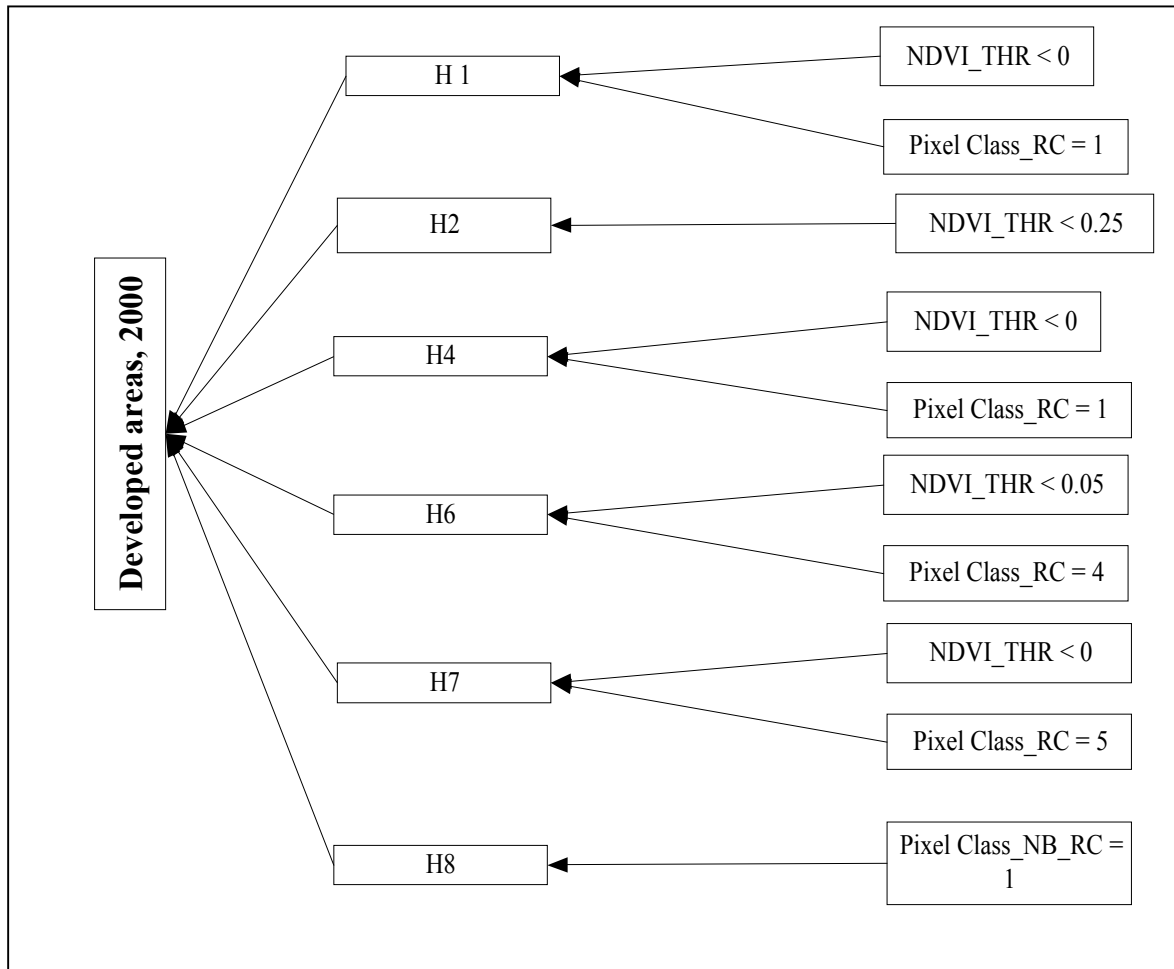 Developed areas, 2000
H 1
NDVI_THR < 0
Pixel Class_RC = 1
H2
NDVI_THR < 0.25
H4
NDVI_THR < 0
Pixel Class_RC = 1
H6
NDVI_THR < 0.05
Pixel Class_RC = 4
H7
NDVI_THR < 0
Pixel Class_RC = 5
H8
Pixel Class_NB_RC =
1